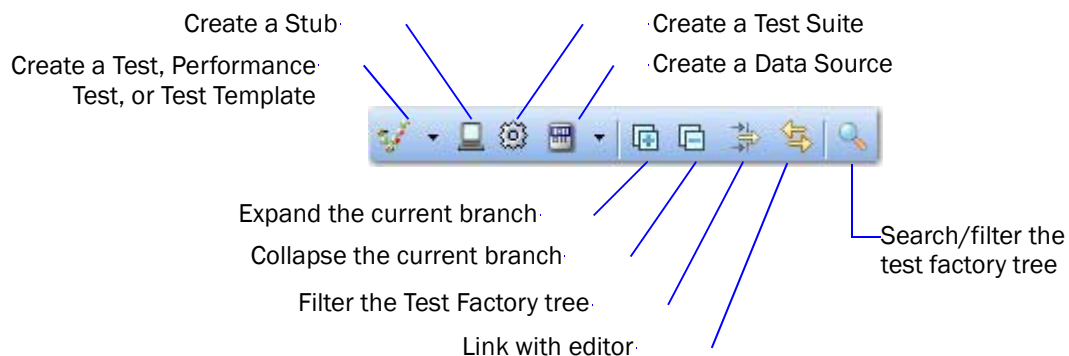 Create a Stub
Create a Test Suite
Create a Test, Performance
Test, or Test Template
Create a Data Source
Expand the current branch
Collapse the current branch
Search/filter the
test factory tree
Filter the Test Factory tree
Link with editor